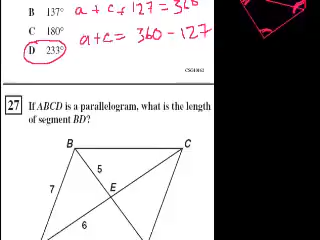 B 137° a + c + 127 = 360
C 180° a + c = 360 - 127
D 233°
27 If ABCD is a parallelogram, what is the length
of segment BD?
B C
5
7 E
6